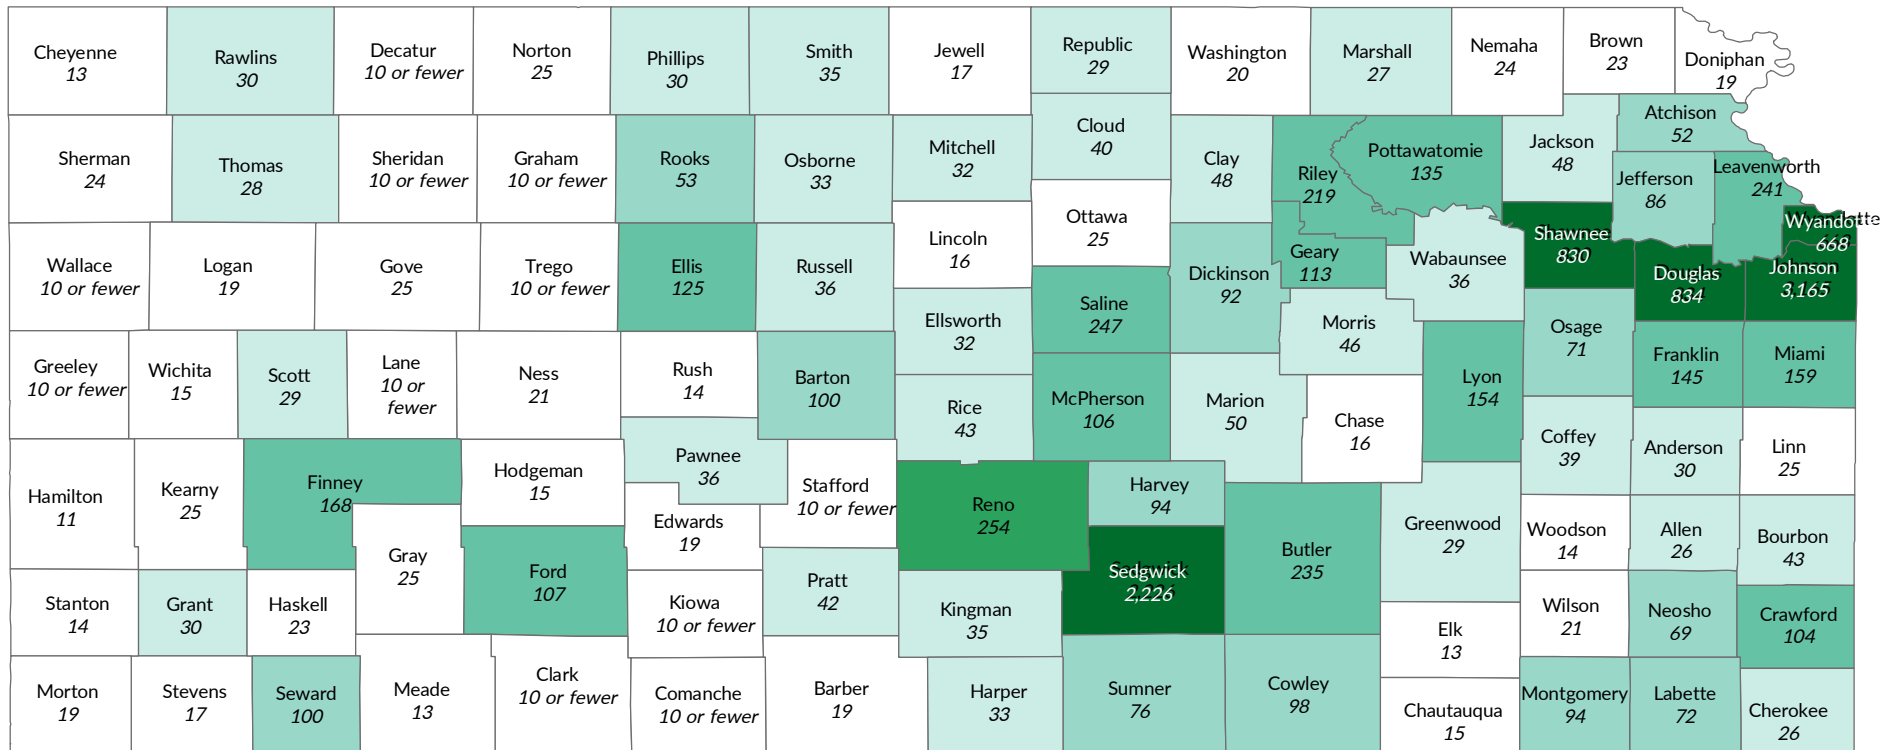 Cheyenne
13
Rawlins
30
Decatur
10 or fewer
Norton
25
Phillips
30
Smith
35
Jewell
17
Republic
29
Washington
20
Marshall
27
Nemaha
24
Brown
23
Doniphan
19
Sherman
24
Thomas
28
Sheridan
10 or fewer
Graham
10 or fewer
Rooks
53
Osborne
33
Mitchell
32
Cloud
40
Clay
48
Riley
219
Pottawatomie
135
Jackson
48
Atchison
52
Jefferson
86
Leavenworth
241
Wyandotte
668
Wallace
10 or fewer
Logan
19
Gove
25
Trego
10 or fewer
Ellis
125
Russell
36
Lincoln
16
Ottawa
25
Saline
247
Dickinson
92
Geary
113
Wabaunsee
36
Shawnee
830
Douglas
834
Johnson
3,165
Ellsworth
32
Morris
46
Osage
71
Franklin
145
Miami
159
Greeley
10 or fewer
Wichita
15
Scott
29
Lane
10 or
fewer
Ness
21
Rush
14
Barton
100
Rice
43
McPherson
106
Marion
50
Chase
16
Lyon
154
Coffey
39
Anderson
30
Linn
25
Hamilton
11
Kearny
25
Finney
168
Hodgeman
15
Pawnee
36
Stafford
10 or fewer
Edwards
19
Gray
25
Ford
107
Reno
254
Harvey
94
Sedgwick
2,226
Butler
235
Greenwood
29
Woodson
14
Allen
26
Bourbon
43
Stanton
14
Grant
30
Haskell
23
Kiowa
10 or fewer
Pratt
42
Kingman
35
Elk
13
Wilson
21
Neosho
69
Crawford
104
Morton
19
Stevens
17
Seward
100
Meade
13
Clark
10 or fewer
Comanche
10 or fewer
Barber
19
Harper
33
Sumner
76
Cowley
98
Chautauqua
15
Montgomery
94
Labette
72
Cherokee
26